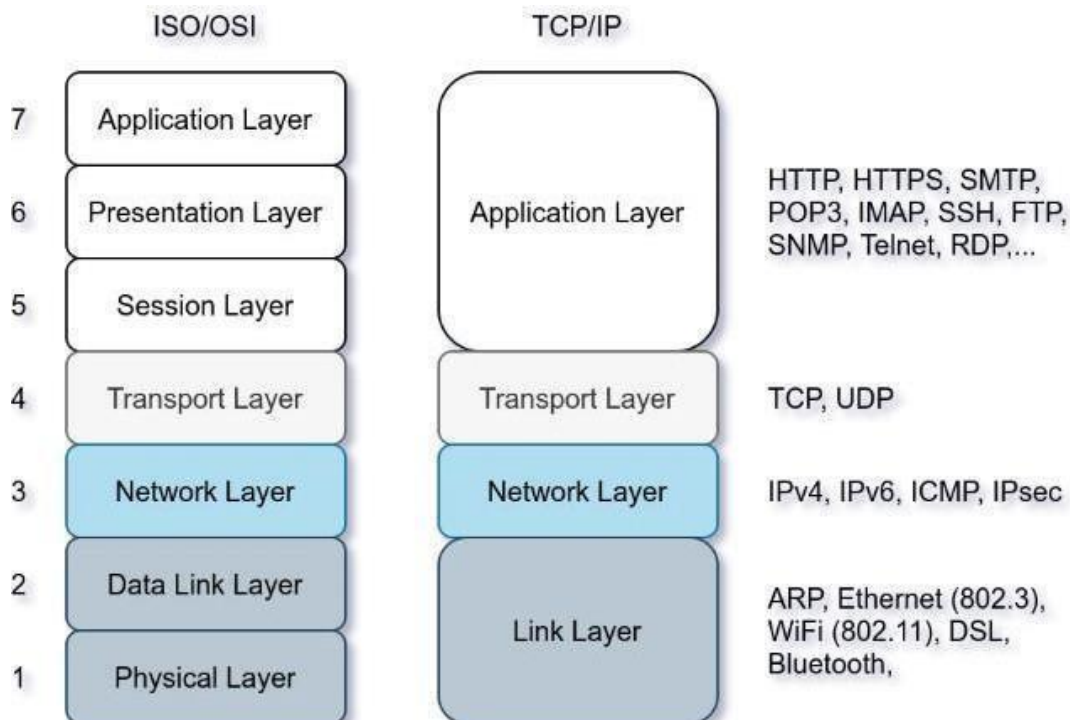 ISO/OSI
TCP/IP
7
Application Layer
6
Presentation Layer
5
Session Layer
4
Transport Layer
3
Network Layer
2
Data Link Layer
1
Physical Layer
Application Layer
Transport Layer
Network Layer
Link Layer
HTTP, HTTPS, SMTP,
POP3, IMAP, SSH, FTP,
SNMP, Telnet, RDP,...
TCP, UDP
IPv4, IPv6, ICMP, IPsec
ARP, Ethernet (802.3),
WiFi (802.11), DSL,
Bluetooth,